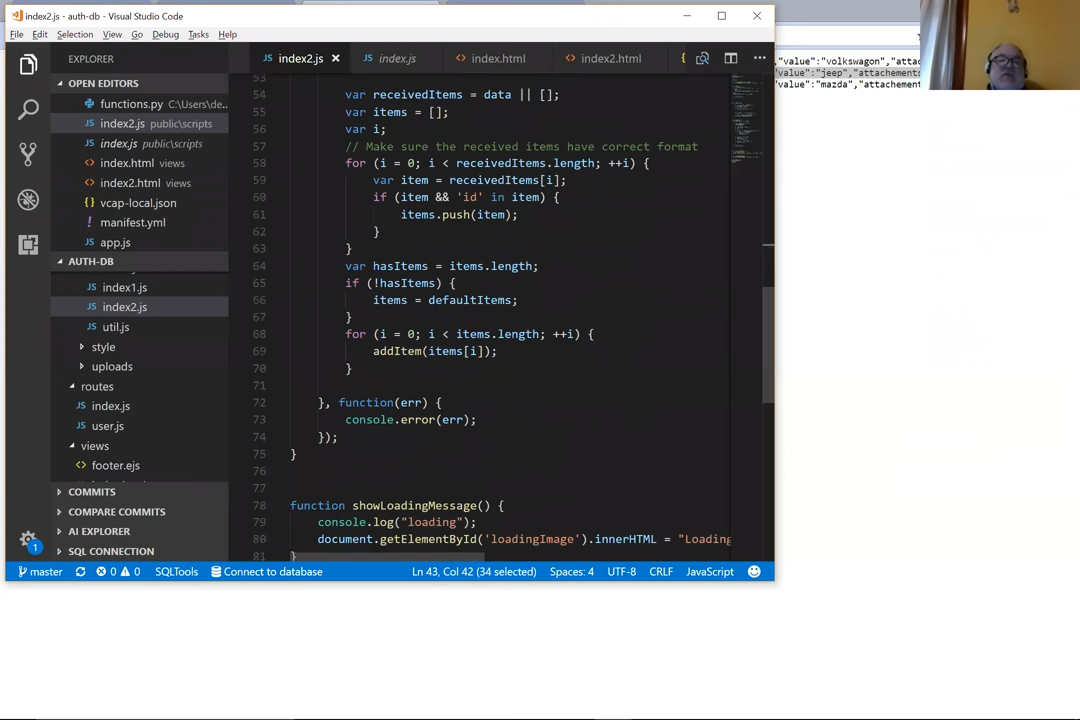 index2.js - auth-db - Visual Studio Code
File Edit Selection View Go Debug Tasks Help
EXPLORER
index2.js
index.js
index.html
index2.html
OPEN EDITORS
functions.py C:\Users\de...
index2.js public\scripts
index.js public\scripts
index.html views
index2.html views
vcap-local.json
manifest.yml
app.js
AUTH-DB
index1.js
index2.js
util.js
style
uploads
routes
index.js
user.js
views
footer.ejs
COMMITS
COMPARE COMMITS
AI EXPLORER
SQL CONNECTION
53
54 var receivedItems = data || [];
55 var items = [];
56 var i;
57 // Make sure the received items have correct format
58 for (i = 0; i < receivedItems.length; ++i) {
59 var item = receivedItems[i];
60 if (item && 'id' in item) {
61 items.push(item);
62 }
63 }
64 var hasItems = items.length;
65 if (!hasItems) {
66 items = defaultItems;
67 }
68 for (i = 0; i < items.length; ++i) {
69 addItem(items[i]);
70 }
71
72 }, function(err) {
73 console.error(err);
74 });
75 }
76
77
78 function showLoadingMessage() {
79 console.log("loading");
80 document.getElementById('loadingImage').innerHTML = "Loading
81 }
1
master 0 0 SQLTools Connect to database Ln 43, Col 42 (34 selected) Spaces: 4 UTF-8 CRLF JavaScript
,"value":"volkswagon","attac
"value":"jeep","attachements
"value":"mazda","attachement